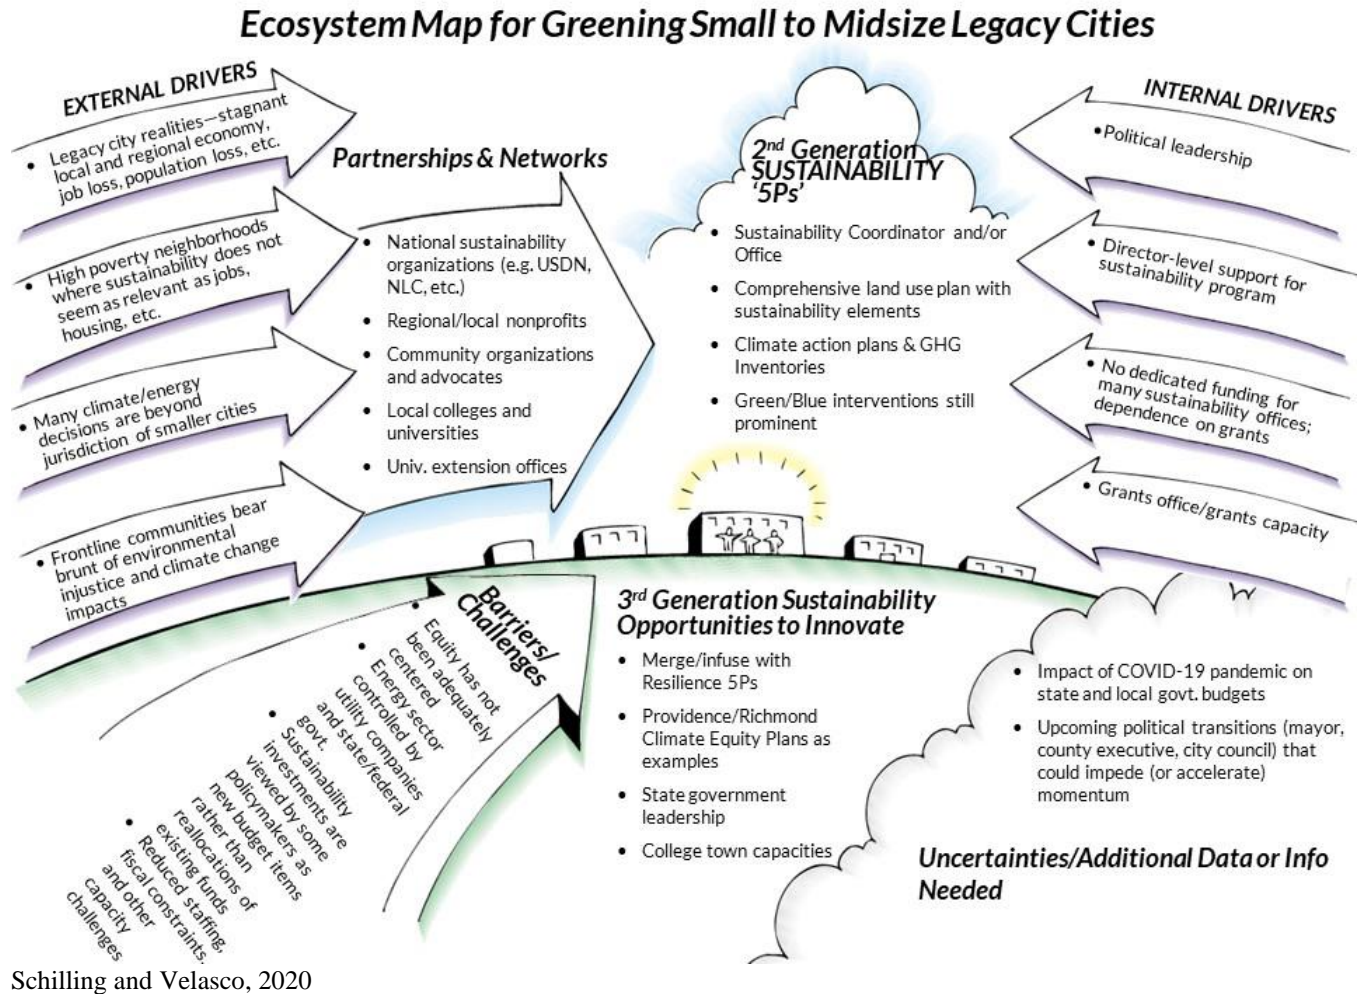 Ecosystem Map for Greening Small to Midsize Legacy Cities
EXTERNAL DRIVERS
• Legacy city realities—stagnant
local and regional economy,
job loss, population loss, etc.
• High poverty neighborhoods
where sustainability does not
seem as relevant as jobs,
housing, etc.
• Many climate/energy
decisions are beyond
jurisdiction of smaller cities
• Frontline communities bear
brunt of environmental
injustice and climate change
impacts
Partnerships & Networks
• National sustainability
organizations (e.g. USDN,
NLC, etc.)
• Regional/local nonprofits
• Community organizations
and advocates
• Local colleges and
universities
• Univ. extension offices
2nd Generation
SUSTAINABILITY
‘5Ps’
• Sustainability Coordinator and/or
Office
• Comprehensive land use plan with
sustainability elements
• Climate action plans & GHG
Inventories
• Green/Blue interventions still
prominent
INTERNAL DRIVERS
• Political leadership
• Director-level support for
sustainability program
• No dedicated funding for
many sustainability offices;
dependence on grants
• Grants office/grants capacity
Barriers/
Challenges
• Equity has not
been adequately
centered
• Energy sector
controlled by
utility companies
and state/federal
govt.
• Sustainability
investments are
viewed by some
policymakers as
new budget items
rather than
reallocations of
existing funds
• Reduced staffing,
fiscal constraints,
and other
capacity
challenges
3rd Generation Sustainability
Opportunities to Innovate
• Merge/infuse with
Resilience 5Ps
• Providence/Richmond
Climate Equity Plans as
examples
• State government
leadership
• College town capacities
• Impact of COVID-19 pandemic on
state and local govt. budgets
• Upcoming political transitions (mayor,
county executive, city council) that
could impede (or accelerate)
momentum
Uncertainties/Additional Data or Info
Needed
Schilling and Velasco, 2020